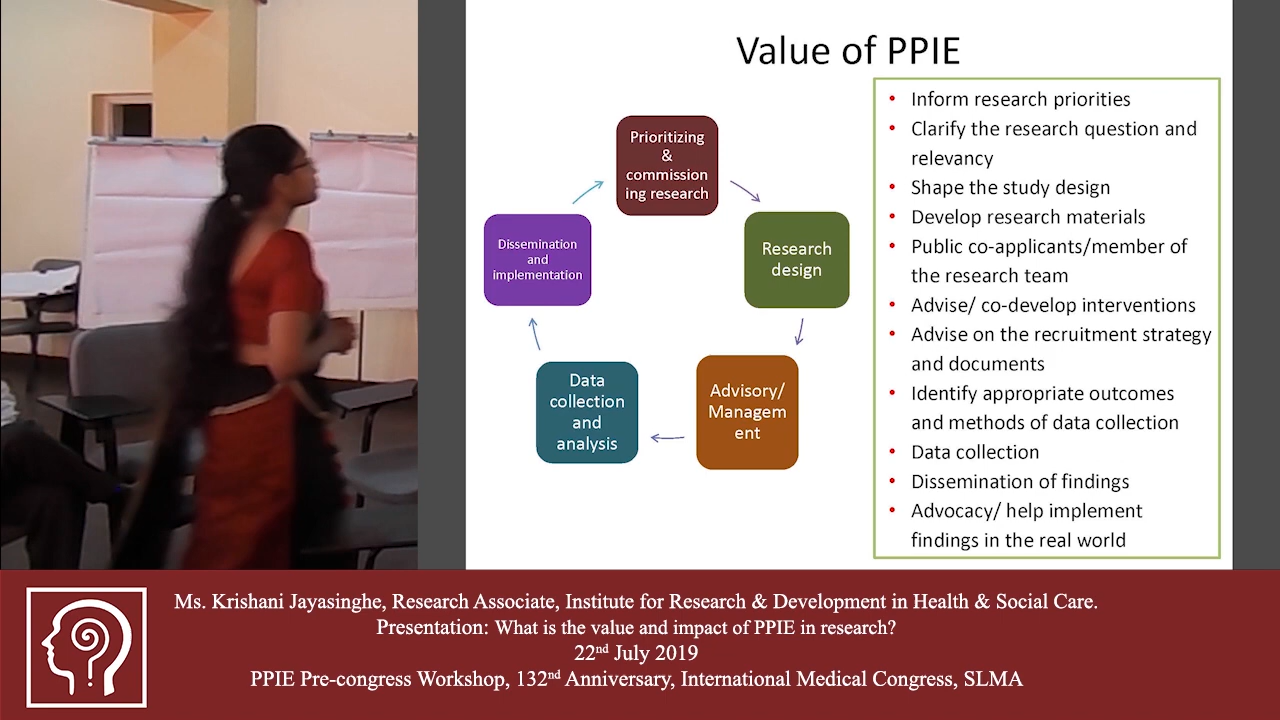 Value of PPIE
Prioritizing
&
commission
ing research
Research
design
Advisory/
Managem
ent
Data
collection
and
analysis
Dissemination
and
implementation
• Inform research priorities
• Clarify the research question and
relevancy
• Shape the study design
• Develop research materials
• Public co-applicants/member of
the research team
• Advise/ co-develop interventions
• Advise on the recruitment strategy
and documents
• Identify appropriate outcomes
and methods of data collection
• Data collection
• Dissemination of findings
• Advocacy/ help implement
findings in the real world
Ms. Krishani Jayasinghe, Research Associate, Institute for Research & Development in Health & Social Care.
Presentation: What is the value and impact of PPIE in research?
22nd July 2019
PPIE Pre-congress Workshop, 132nd Anniversary, International Medical Congress, SLMA